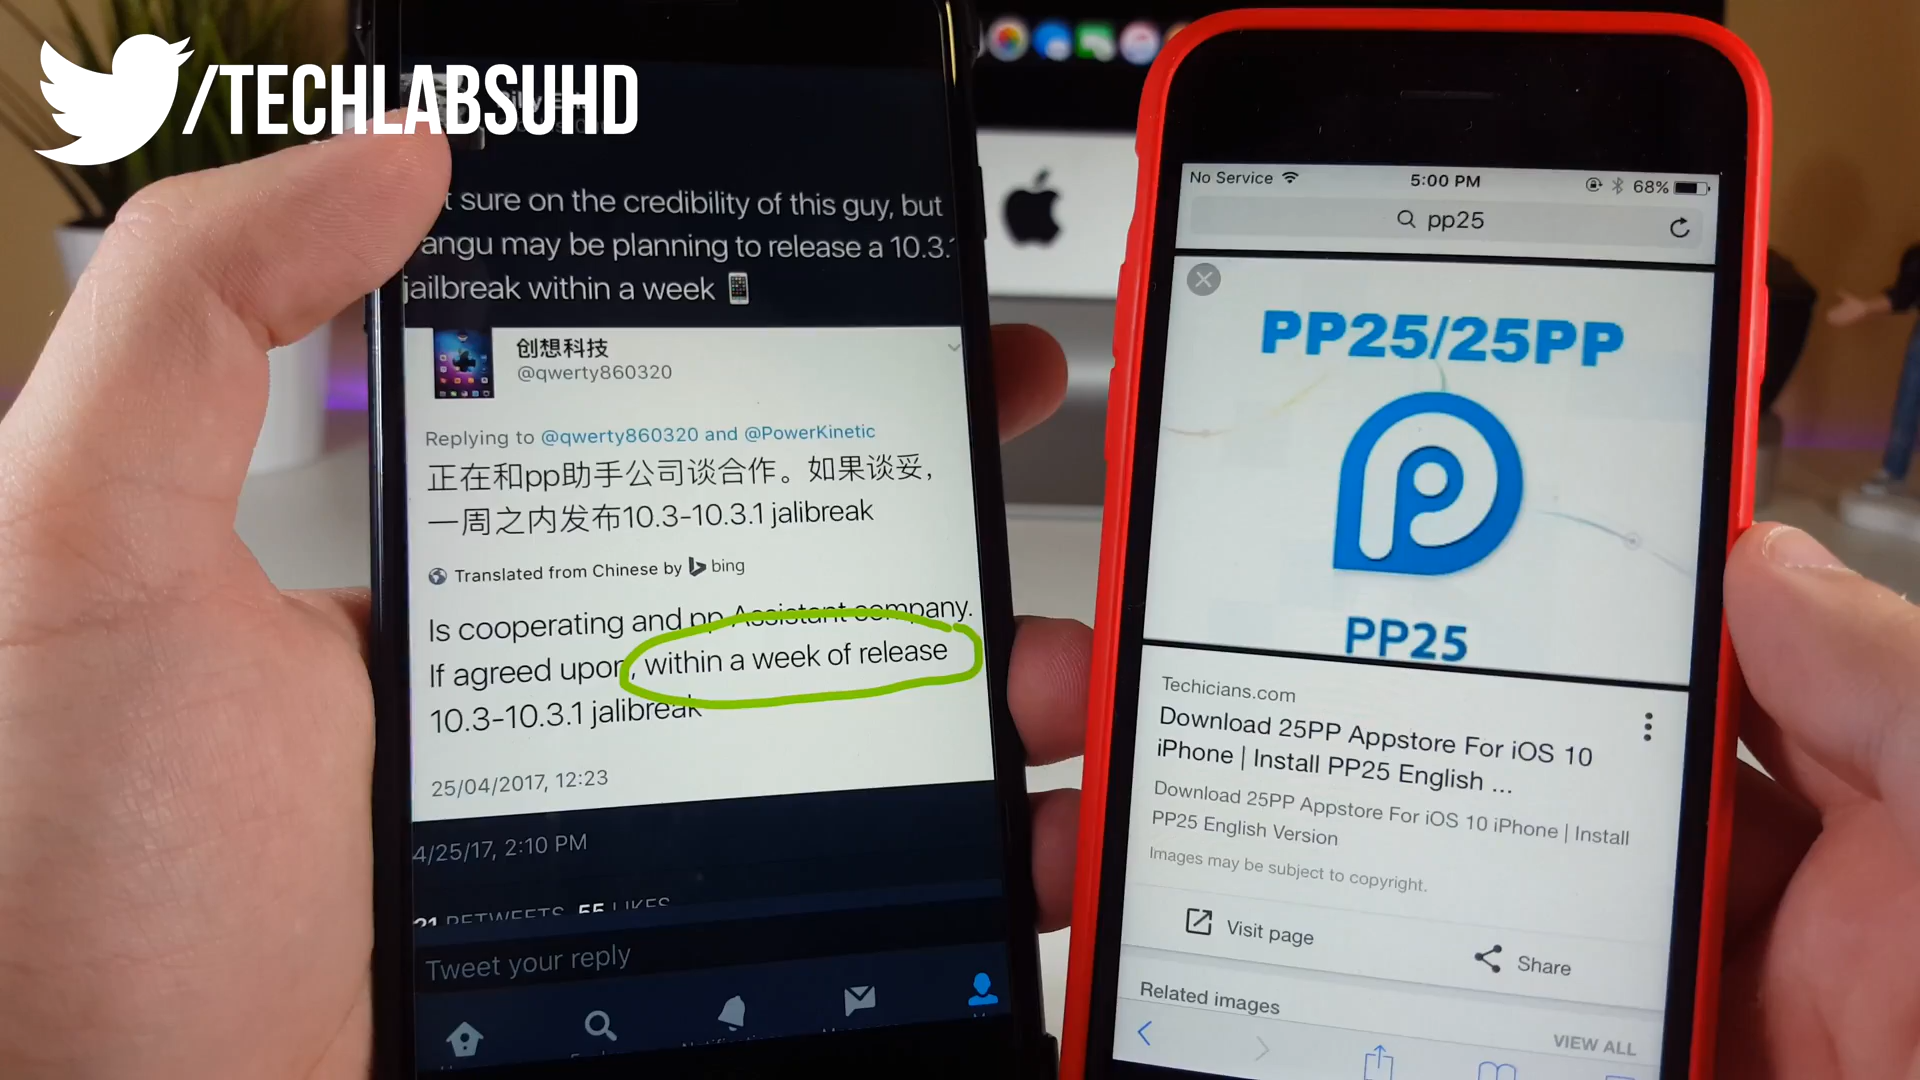 /TECHLABSUHD
sure on the credibility of this guy, but
angu may be planning to release a 10.3.
jailbreak within a week
创想科技
@qwerty860320
Replying to @qwerty860320 and @PowerKinetic
正在和pp助手公司谈合作。如果谈妥,
一周之内发布10.3-10.3.1 jalibreak
Translated from Chinese by bing
Is cooperating and pp Assistant company.
If agreed upon, within a week of release
10.3-10.3.1 jalibreak
25/04/2017, 12:23
4/25/17, 2:10 PM
21 RETWEETS 55 LIKES
Tweet your reply
No Service 5:00 PM 68%
pp25
PP25/25PP
PP25
Techicians.com
Download 25PP Appstore For iOS 10
iPhone | Install PP25 English ...
Download 25PP Appstore For iOS 10 iPhone | Install
PP25 English Version
Images may be subject to copyright.
Visit page
Share
Related images
VIEW ALL